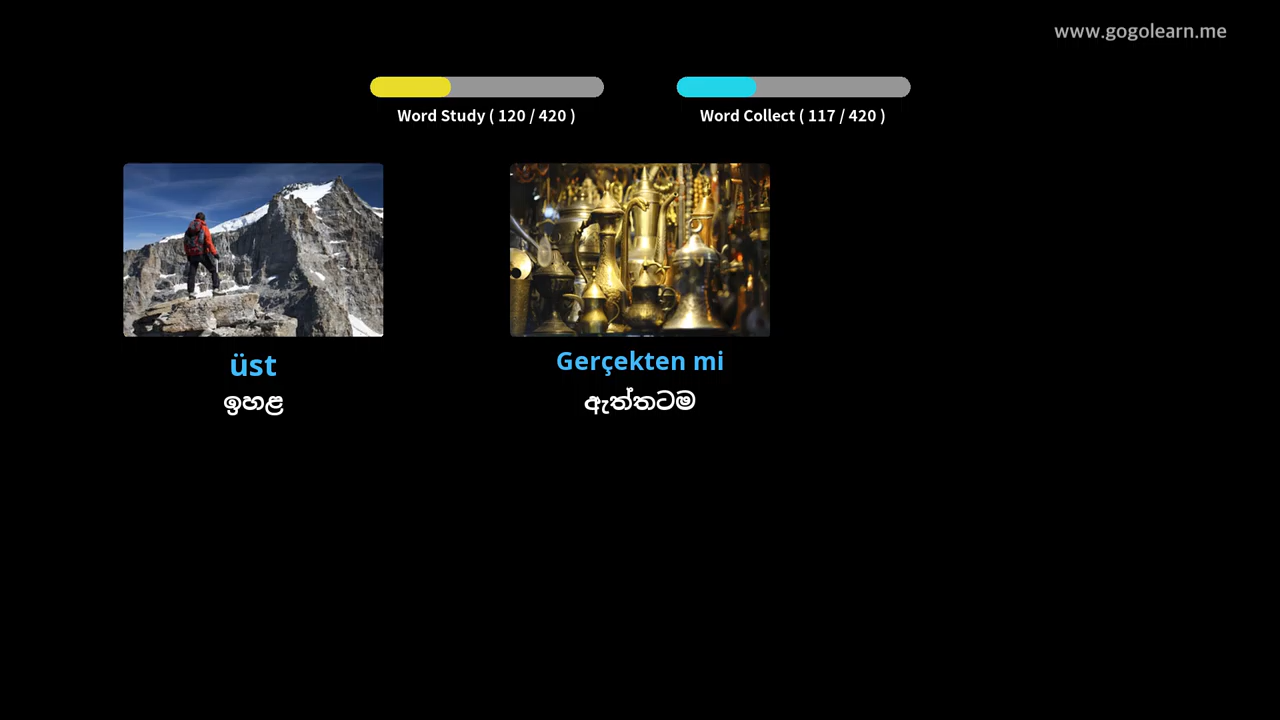 www.gogolearn.me
Word Study ( 120 / 420 )
Word Collect ( 117 / 420 )
üst
ඉහළ
Gerçekten mi
ඇත්තටම